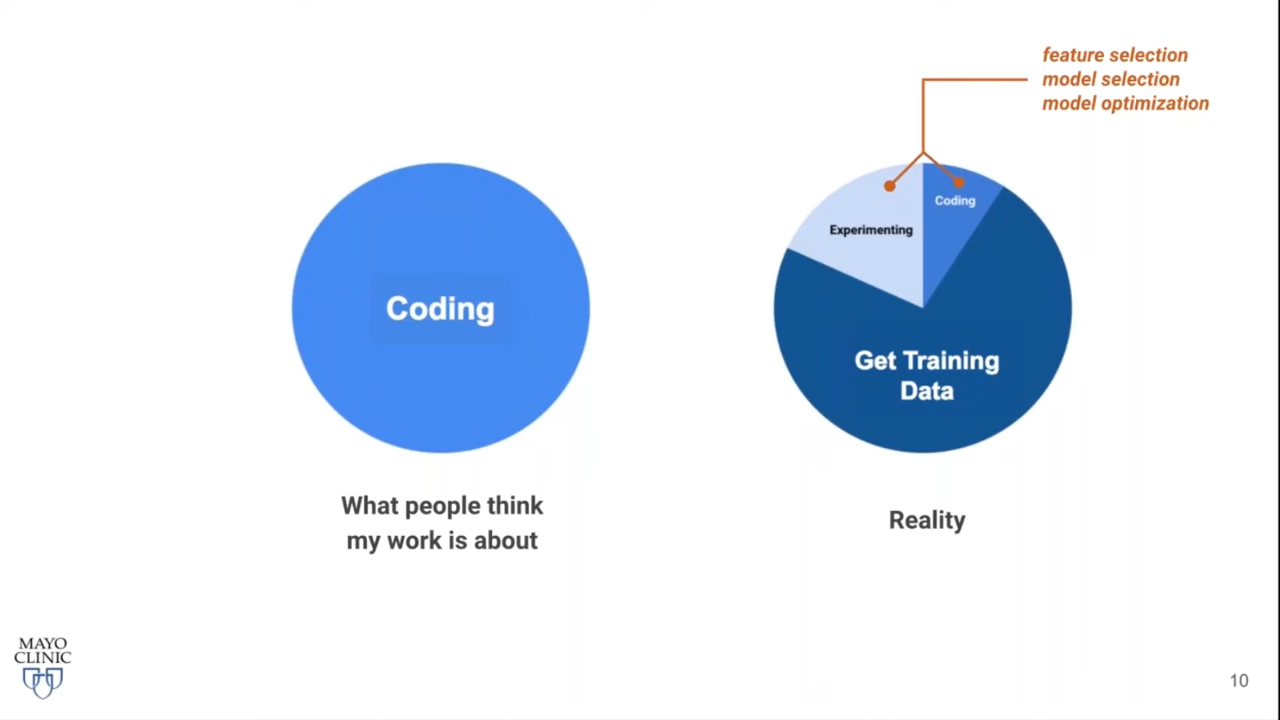 feature selection
model selection
model optimization
Coding
Experimenting
Coding
Get Training
Data
What people think
my work is about
Reality
MAYO
CLINIC
10